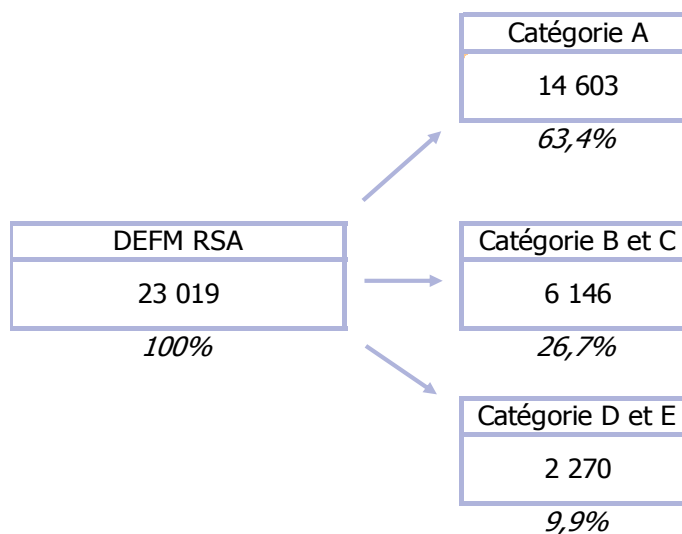 Catégorie A
14 603
63,4%
DEFM RSA
23 019
100%
Catégorie B et C
6 146
26,7%
Catégorie D et E
2 270
9,9%